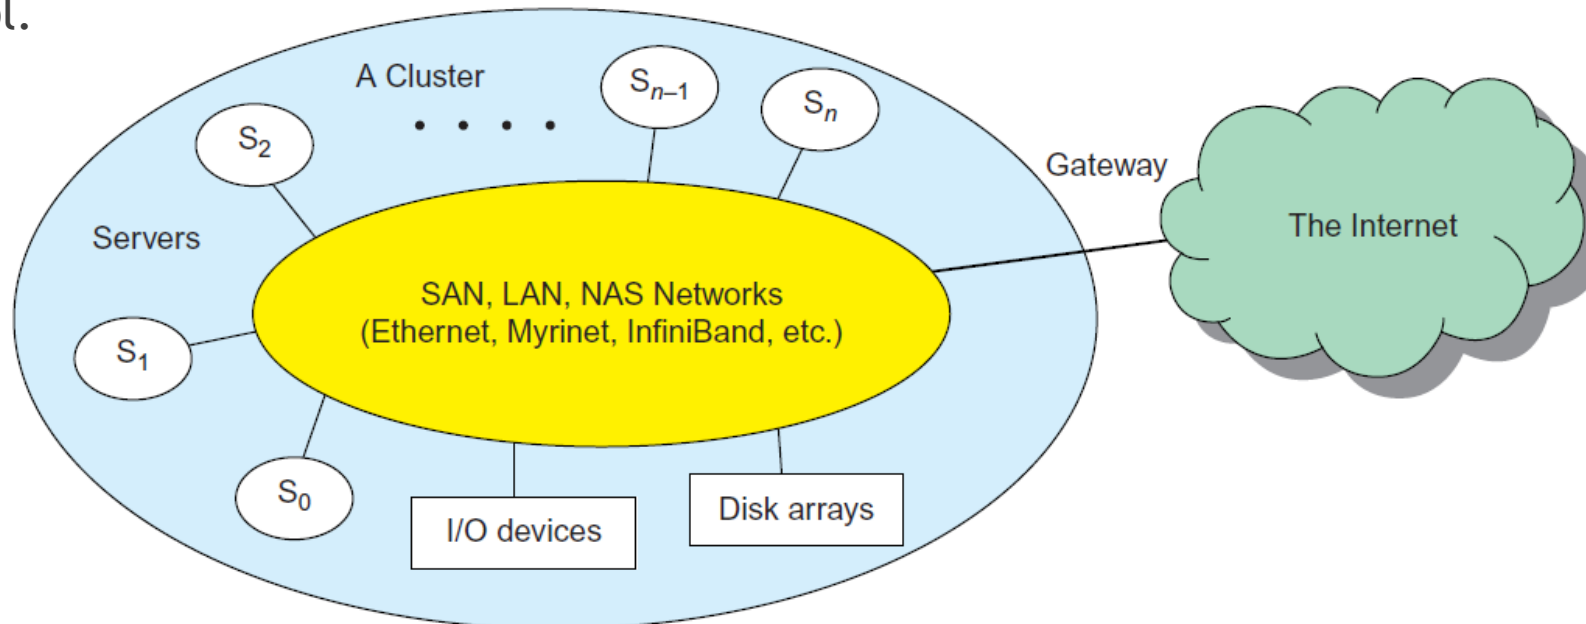 A Cluster
S₂
. . . .
Sₙ₋₁
Sₙ
Gateway
The Internet
Servers
SAN, LAN, NAS Networks
(Ethernet, Myrinet, InfiniBand, etc.)
S₁
S₀
I/O devices
Disk arrays